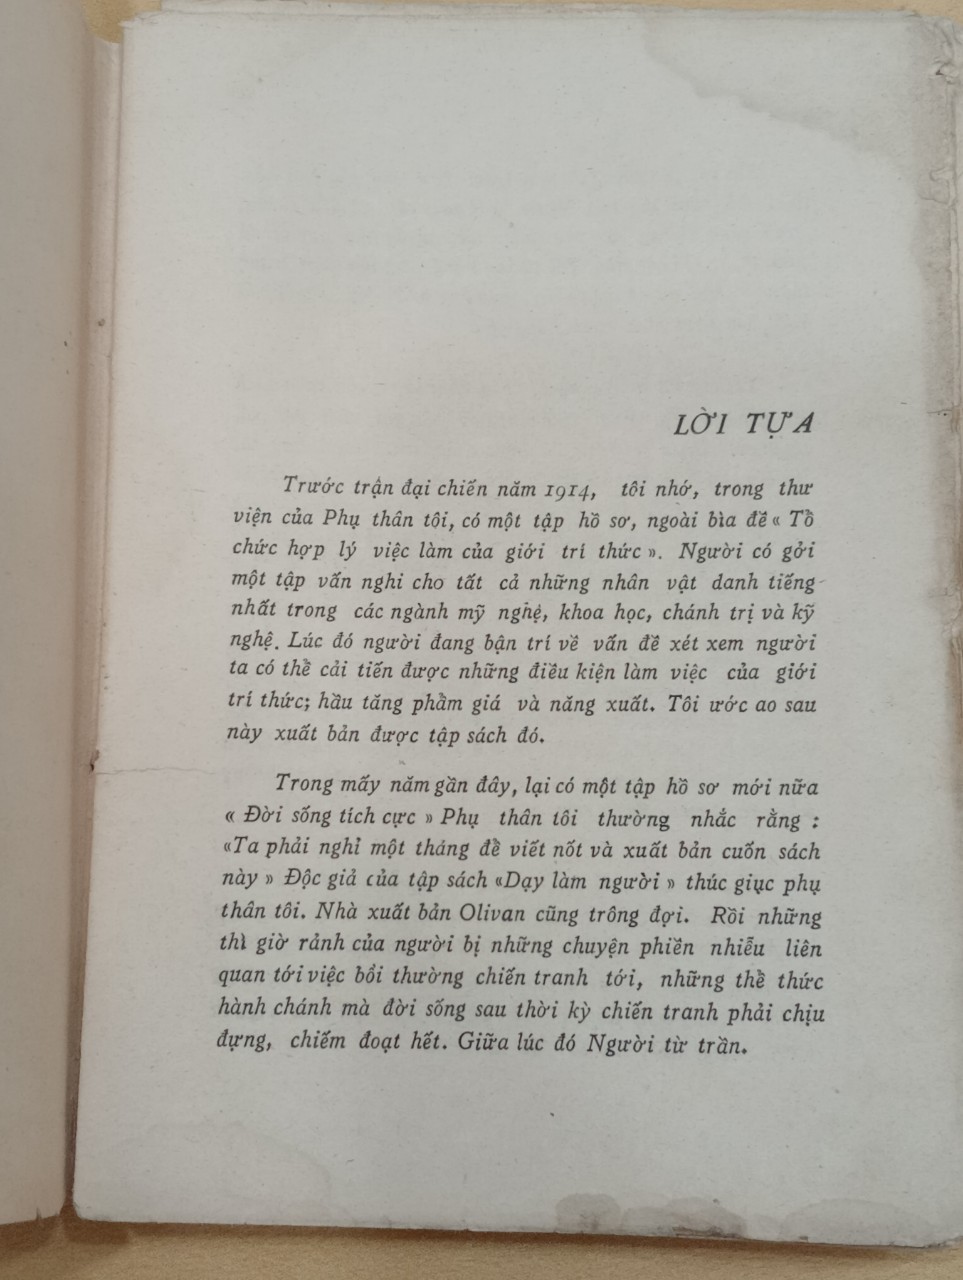 LỜI TỰA
Trước trận đại chiến năm 1914, tôi nhớ, trong thư
viện của Phụ thân tôi, có một tập hồ sơ, ngoài bìa đề « Tổ
chức hợp lý việc làm của giới trí thức ». Người có gởi
một tập vấn nghi cho tất cả những nhân vật danh tiếng
nhất trong các ngành mỹ nghệ, khoa học, chánh trị và kỹ
nghệ. Lúc đó người đang bận trí về vấn đề xét xem người
ta có thể cải tiến được những điều kiện làm việc của giới
trí thức; hầu tăng phẩm giá và năng xuất. Tôi ước ao sau
này xuất bản được tập sách đó.
Trong mấy năm gần đây, lại có một tập hồ sơ mới nữa
« Đời sống tích cực » Phụ thân tôi thường nhắc rằng :
«Ta phải nghỉ một tháng để viết nốt và xuất bản cuốn sách
này » Độc giả của tập sách «Dạy làm người » thúc giục phụ
thân tôi. Nhà xuất bản Olivan cũng trông đợi. Rồi những
thì giờ rảnh của người bị những chuyện phiền nhiễu liên
quan tới việc bồi thường chiến tranh tới, những thể thức
hành chánh mà đời sống sau thời kỳ chiến tranh phải chịu
đựng, chiếm đoạt hết. Giữa lúc đó Người từ trần.